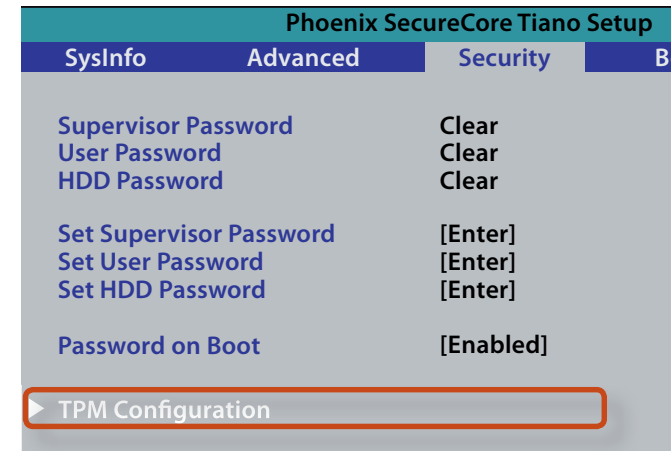 Phoenix SecureCore Tiano Setup
SysInfo Advanced Security B
Supervisor Password Clear
User Password Clear
HDD Password Clear
Set Supervisor Password [Enter]
Set User Password [Enter]
Set HDD Password [Enter]
Password on Boot [Enabled]
TPM Configuration